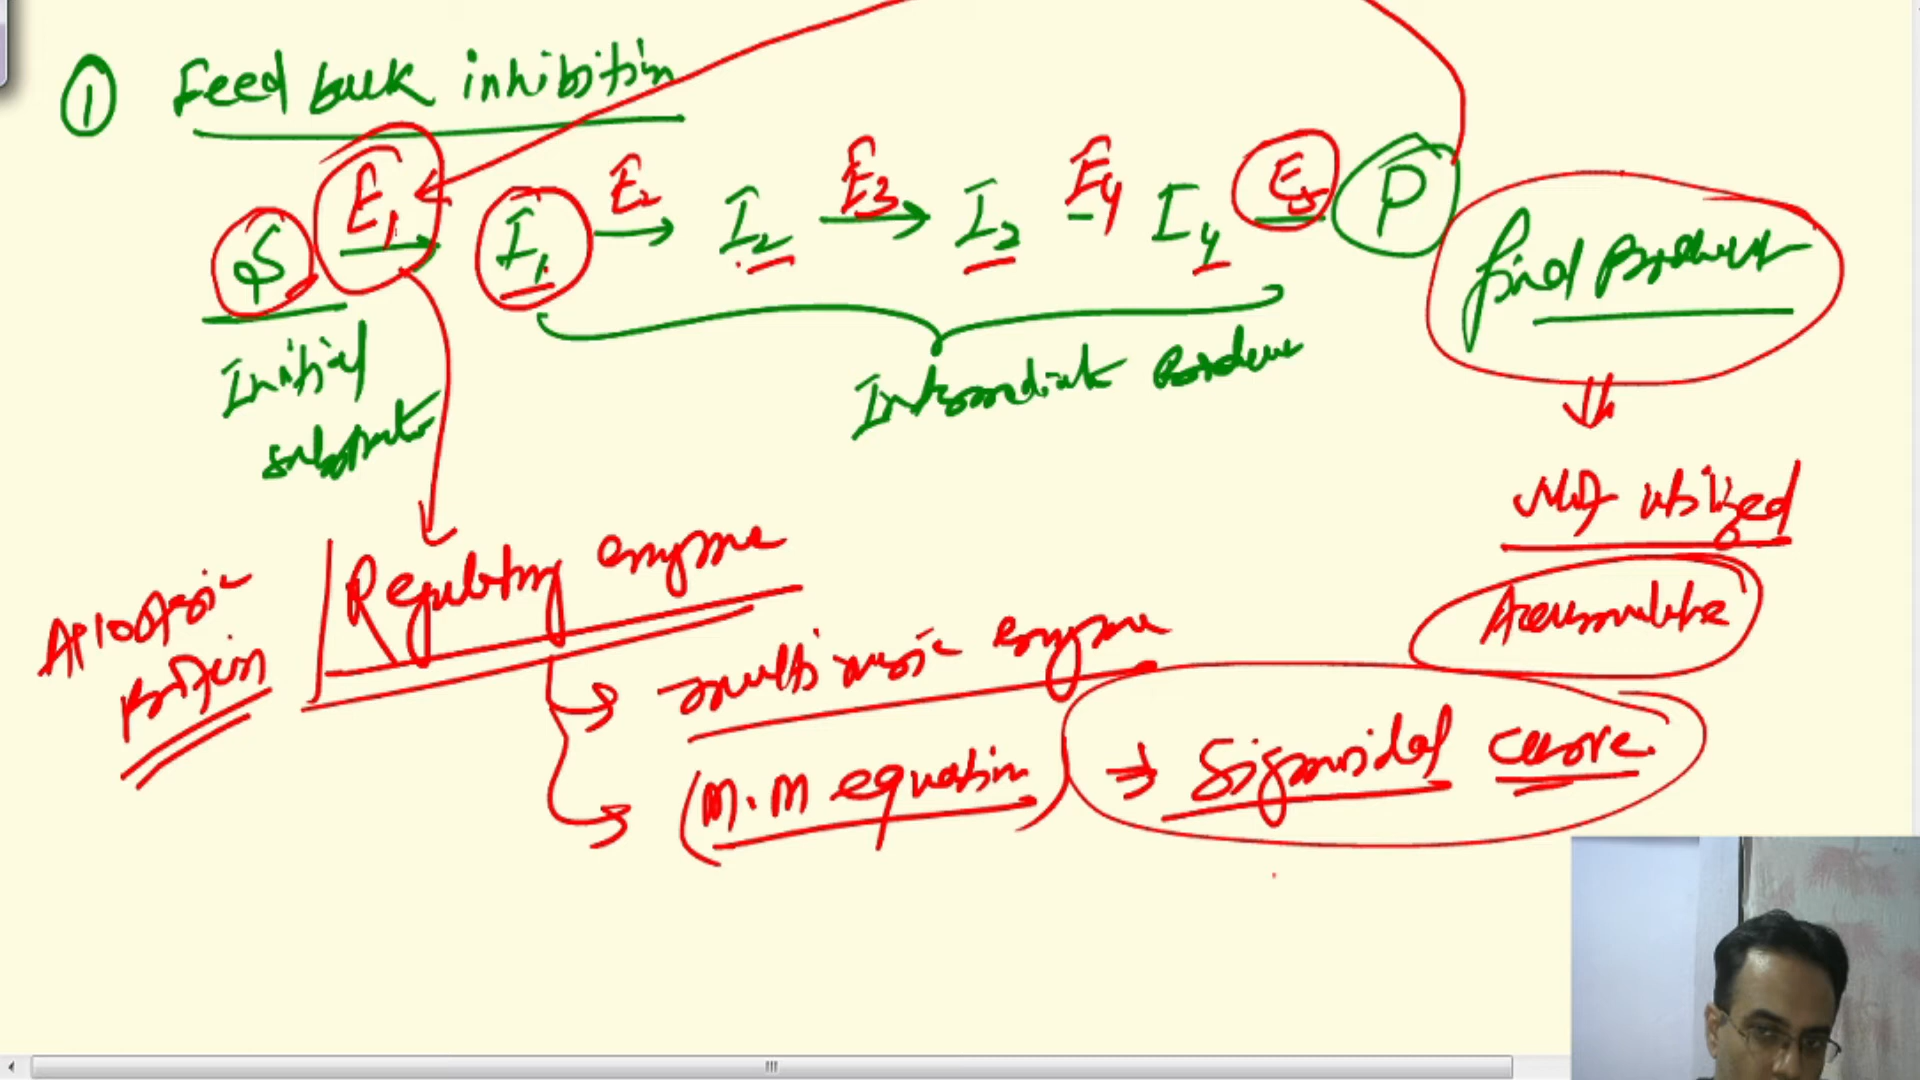 1 Feed back inhibition
S E1 I1 E2 I2 E3 I3 E4 I4 E5 P final product
Initial substrate
Intermediate product
Not utilized
Accumulate
Regulatory enzyme
Allosteric protein
multimeric enzyme
(M.M equation) → Sigmoidal curve